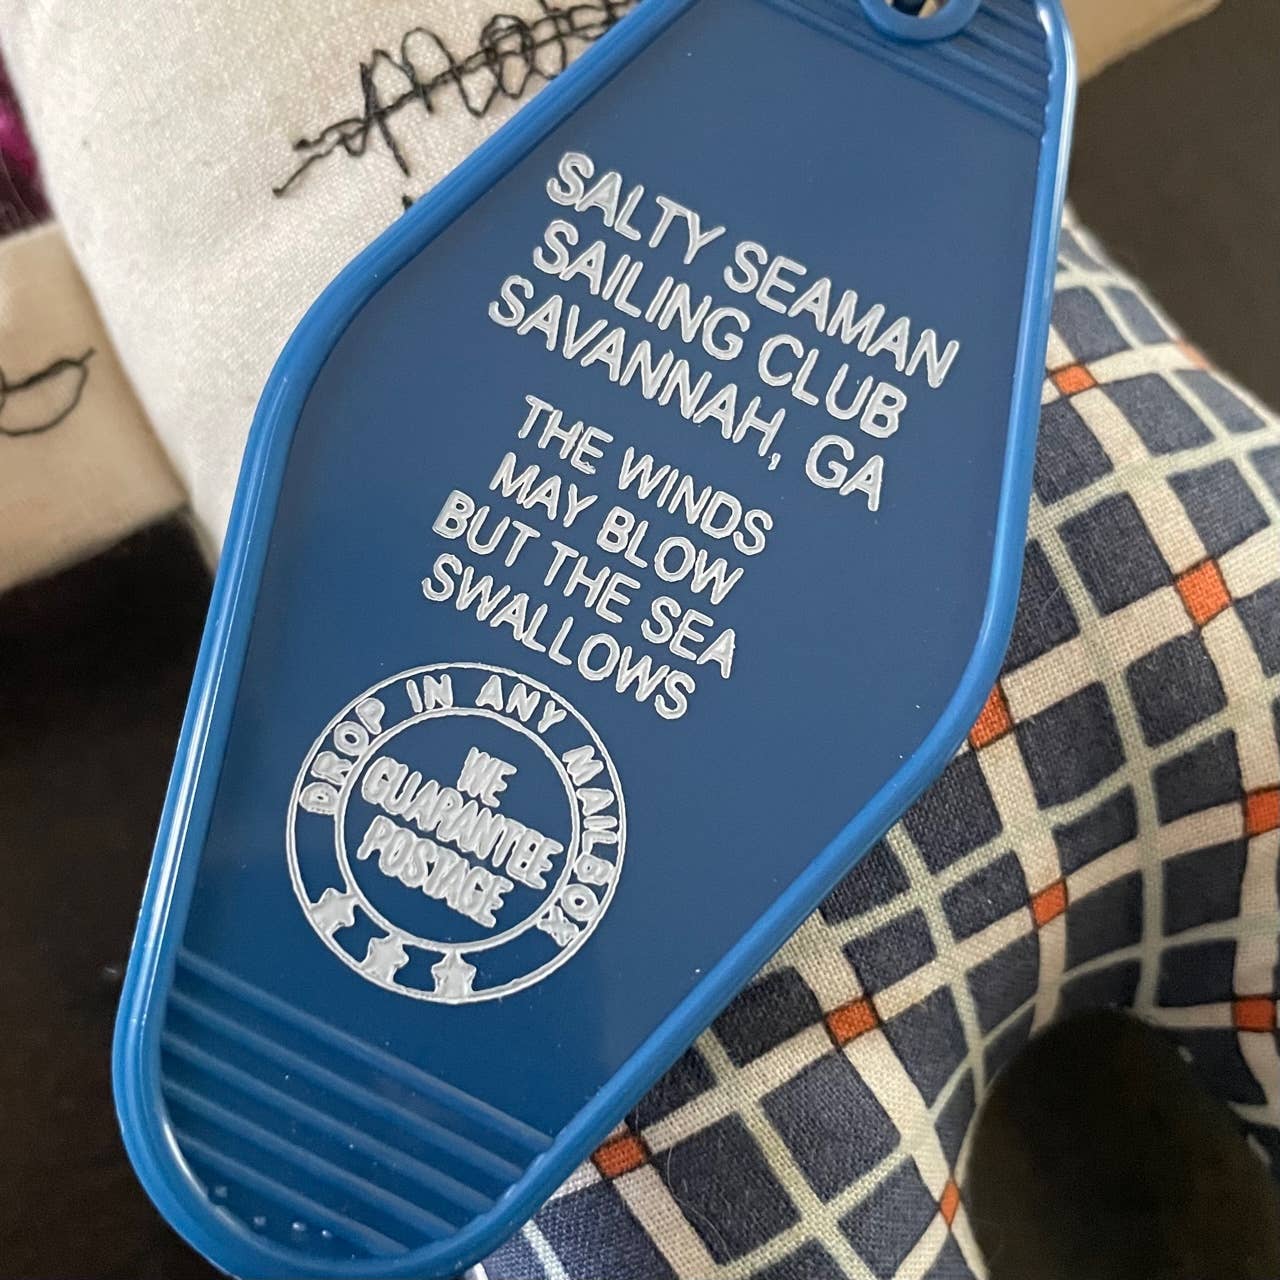 SALTY SEAMAN
SAILING CLUB
SAVANNAH, GA
THE WINDS
MAY BLOW
BUT THE SEA
SWALLOWS
DROP IN ANY MAILBOX
WE
GUARANTEE
POSTAGE